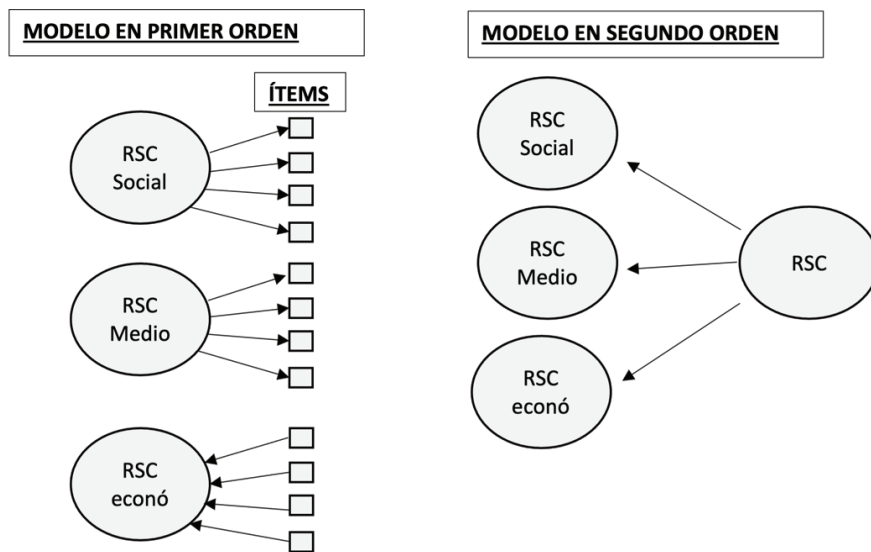 MODELO EN PRIMER ORDEN
ÍTEMS
RSC
Social
RSC
Medio
RSC
econó
MODELO EN SEGUNDO ORDEN
RSC
Social
RSC
Medio
RSC
econó
RSC